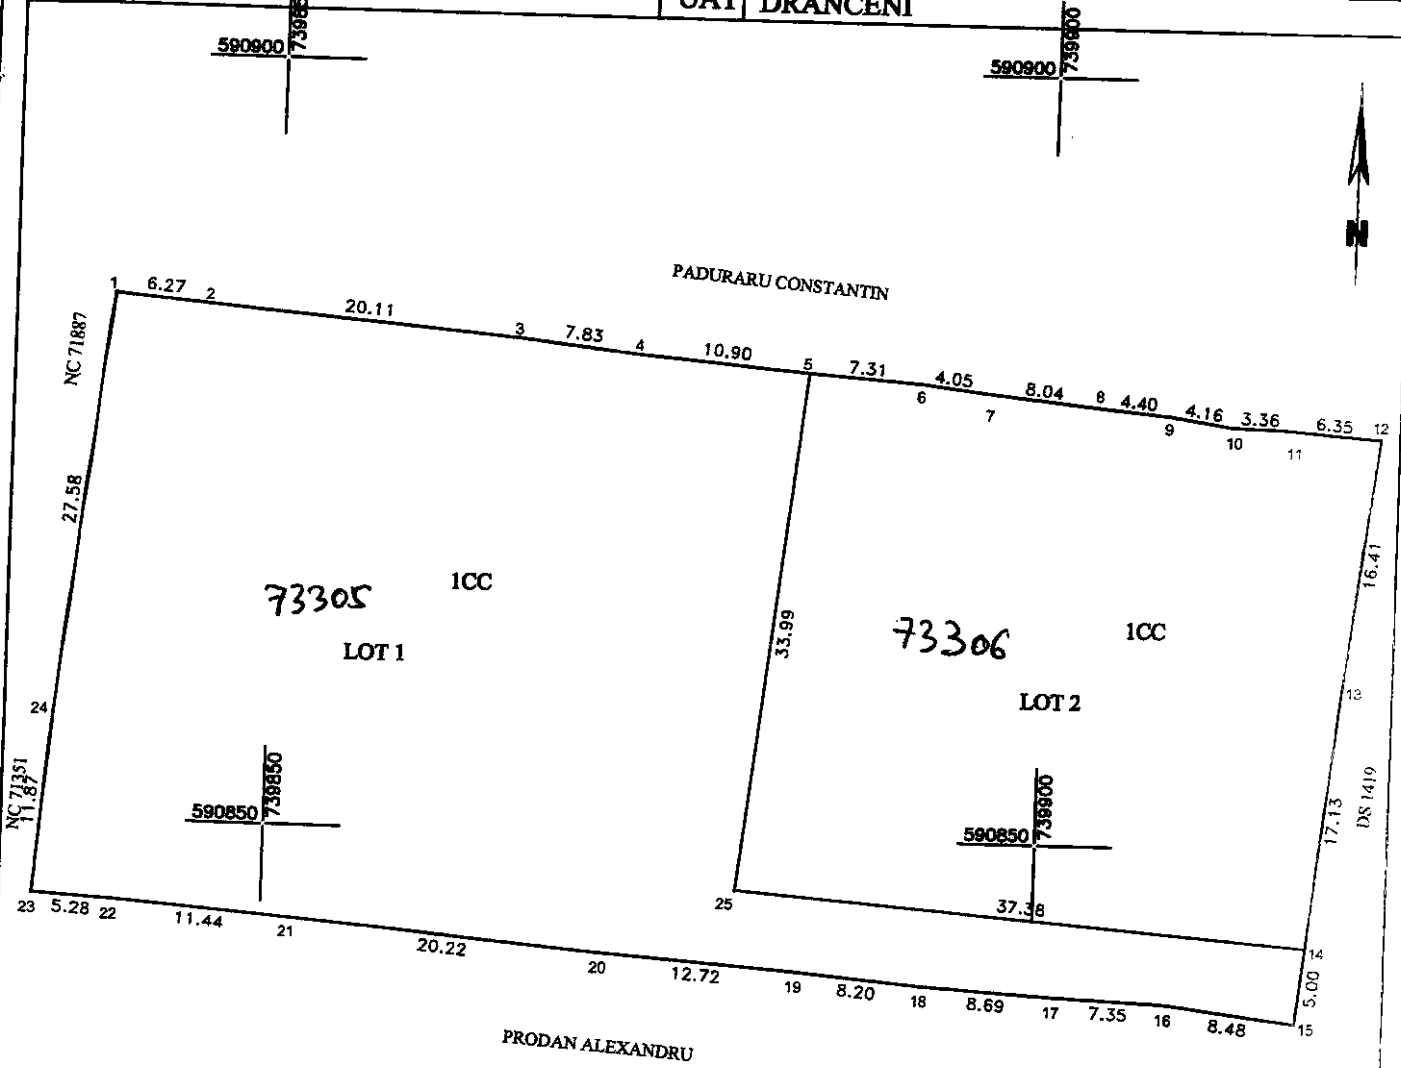 UAT DRANCENI
590900
590900 739900
N
PADURARU CONSTANTIN
1 6.27 2 20.11 3 7.83 4 10.90 5 7.31 6 4.05 7 8.04 8 4.40 9 4.16 10 3.36 11 6.35 12
NC 71887
27.58
16.41
73305 1CC
LOT 1
33.99
73306 1CC
LOT 2
24
13
NC 71351
11.87
590850 739850
590850 739900
17.13
DS 1419
25 37.38 14
5.00
23 5.28 22 11.44 21 20.22 20 12.72 19 8.20 18 8.69 17 7.35 16 8.48 15
PRODAN ALEXANDRU